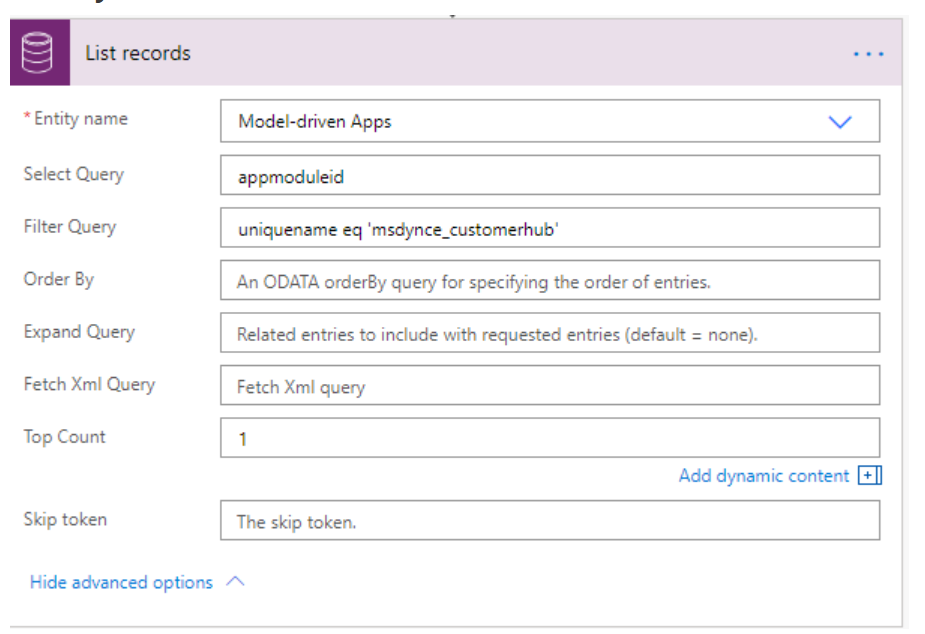 List records
* Entity name Model-driven Apps
Select Query appmoduleid
Filter Query uniquename eq 'msdynce_customerhub'
Order By An ODATA orderBy query for specifying the order of entries.
Expand Query Related entries to include with requested entries (default = none).
Fetch Xml Query Fetch Xml query
Top Count 1
Add dynamic content
Skip token The skip token.
Hide advanced options